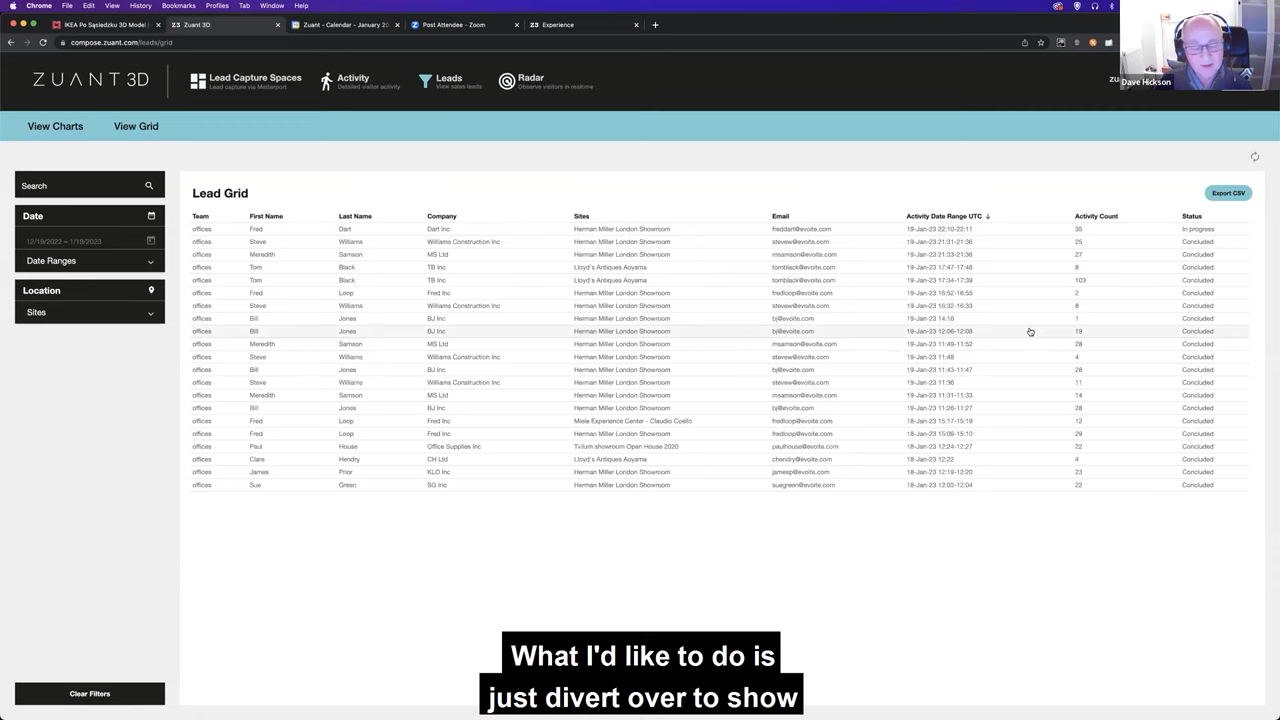 Chrome File Edit View History Bookmarks Profiles Tab Window Help
IKEA Po Sąsiedzku 3D Model
Zuant 3D
Zuant - Calendar - January 20
Post Attendee - Zoom
Experience
compose.zuant.com/leads/grid
Dave Hickson
ZUANT 3D
Lead Capture Spaces
Lead capture via Matterport
Activity
Detailed visitor activity
Leads
View sales leads
Radar
Observe visitors in realtime
View Charts View Grid
Search
Date
12/19/2022 ~ 1/19/2023
Date Ranges
Location
Sites
Clear Filters
Lead Grid
Export CSV
Team First Name Last Name Company Sites Email Activity Date Range UTC Activity Count Status
offices Fred Dart Dart Inc Herman Miller London Showroom freddart@evoite.com 19-Jan-23 22:10-22:11 35 In progress
offices Steve Williams Williams Construction Inc Herman Miller London Showroom stevew@evoite.com 19-Jan-23 21:31-21:36 25 Concluded
offices Meredith Samson MS Ltd Herman Miller London Showroom msamson@evoite.com 19-Jan-23 21:33-21:36 27 Concluded
offices Tom Black TB Inc Lloyd's Antiques Aoyama tomblack@evoite.com 19-Jan-23 17:47-17:48 8 Concluded
offices Tom Black TB Inc Lloyd's Antiques Aoyama tomblack@evoite.com 19-Jan-23 17:34-17:39 103 Concluded
offices Fred Loop Fred Inc Herman Miller London Showroom fredloop@evoite.com 19-Jan-23 16:52-16:55 2 Concluded
offices Steve Williams Williams Construction Inc Herman Miller London Showroom stevew@evoite.com 19-Jan-23 16:32-16:33 8 Concluded
offices Bill Jones BJ Inc Herman Miller London Showroom bj@evoite.com 19-Jan-23 14:16 1 Concluded
offices Bill Jones BJ Inc Herman Miller London Showroom bj@evoite.com 19-Jan-23 12:06-12:08 19 Concluded
offices Meredith Samson MS Ltd Herman Miller London Showroom msamson@evoite.com 19-Jan-23 11:49-11:52 28 Concluded
offices Steve Williams Williams Construction Inc Herman Miller London Showroom stevew@evoite.com 19-Jan-23 11:48 4 Concluded
offices Bill Jones BJ Inc Herman Miller London Showroom bj@evoite.com 19-Jan-23 11:43-11:47 28 Concluded
offices Steve Williams Williams Construction Inc Herman Miller London Showroom stevew@evoite.com 19-Jan-23 11:36 11 Concluded
offices Meredith Samson MS Ltd Herman Miller London Showroom msamson@evoite.com 19-Jan-23 11:31-11:33 14 Concluded
offices Bill Jones BJ Inc Herman Miller London Showroom bj@evoite.com 19-Jan-23 11:26-11:27 28 Concluded
offices Fred Loop Fred Inc Miele Experience Center - Claudio Coello fredloop@evoite.com 18-Jan-23 15:17-15:19 12 Concluded
offices Fred Loop Fred Inc Herman Miller London Showroom fredloop@evoite.com 18-Jan-23 15:09-15:10 29 Concluded
offices Paul House Office Supplies Inc Tvilum showroom Open House 2020 paulhouse@evoite.com 18-Jan-23 12:24-12:27 22 Concluded
offices Clare Hendry CH Ltd Lloyd's Antiques Aoyama chendry@evoite.com 18-Jan-23 12:22 4 Concluded
offices James Prior KLO Inc Herman Miller London Showroom jamesp@evoite.com 18-Jan-23 12:19-12:20 23 Concluded
offices Sue Green SG Inc Herman Miller London Showroom suegreen@evoite.com 18-Jan-23 12:03-12:04 22 Concluded
What I'd like to do is
just divert over to show